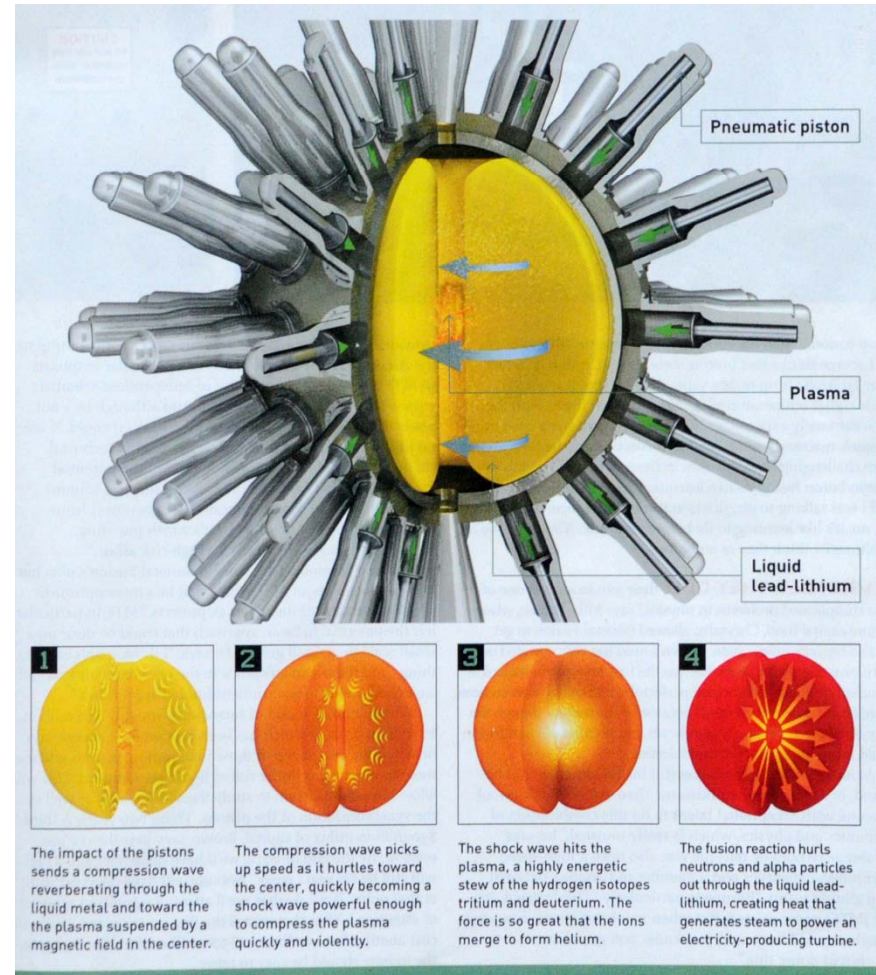 Pneumatic piston
Plasma
Liquid
lead-lithium
1
The impact of the pistons
sends a compression wave
reverberating through the
liquid metal and toward the
the plasma suspended by a
magnetic field in the center.
2
The compression wave picks
up speed as it hurtles toward
the center, quickly becoming a
shock wave powerful enough
to compress the plasma
quickly and violently.
3
The shock wave hits the
plasma, a highly energetic
stew of the hydrogen isotopes
tritium and deuterium. The
force is so great that the ions
merge to form helium.
4
The fusion reaction hurls
neutrons and alpha particles
out through the liquid lead-
lithium, creating heat that
generates steam to power an
electricity-producing turbine.